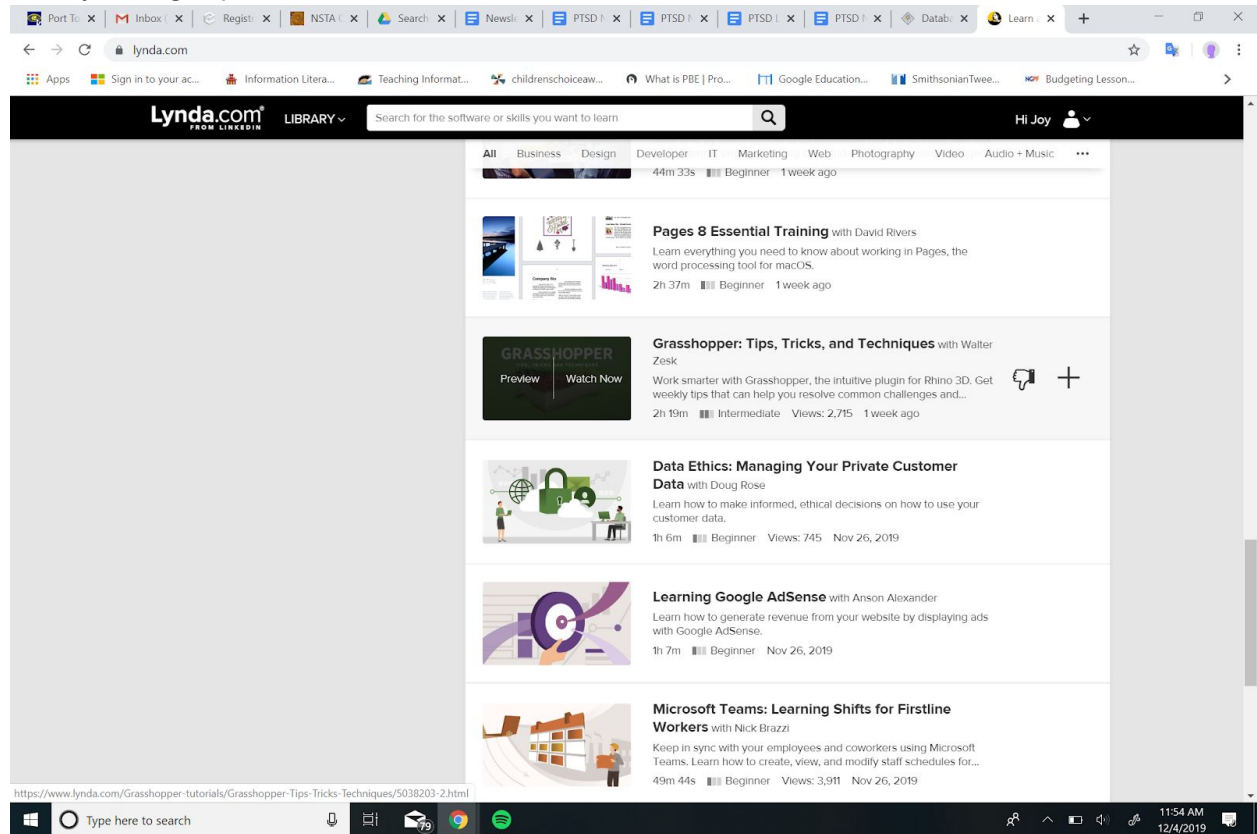 Port To
Inbox (
Registr
NSTA C
Search
Newsle
PTSD N
PTSD N
PTSD L
PTSD N
Datab
Learn
lynda.com
Apps
Sign in to your ac...
Information Litera...
Teaching Informat...
childrenschoiceaw...
What is PBE | Pro...
Google Education...
SmithsonianTwee...
Budgeting Lesson...
Lynda.com
FROM LINKEDIN
LIBRARY
Search for the software or skills you want to learn
Hi Joy
All Business Design Developer IT Marketing Web Photography Video Audio + Music •••
44m 33s Beginner 1 week ago
Pages 8 Essential Training with David Rivers
Learn everything you need to know about working in Pages, the
word processing tool for macOS.
2h 37m Beginner 1 week ago
GRASSHOPPER
Preview Watch Now
Grasshopper: Tips, Tricks, and Techniques with Walter
Zesk
Work smarter with Grasshopper, the intuitive plugin for Rhino 3D. Get
weekly tips that can help you resolve common challenges and...
2h 19m Intermediate Views: 2,715 1 week ago
Data Ethics: Managing Your Private Customer
Data with Doug Rose
Learn how to make informed, ethical decisions on how to use your
customer data.
1h 6m Beginner Views: 745 Nov 26, 2019
Learning Google AdSense with Anson Alexander
Learn how to generate revenue from your website by displaying ads
with Google AdSense.
1h 7m Beginner Nov 26, 2019
Microsoft Teams: Learning Shifts for Firstline
Workers with Nick Brazzi
Keep in sync with your employees and coworkers using Microsoft
Teams. Learn how to create, view, and modify staff schedules for...
49m 44s Beginner Views: 3,911 Nov 26, 2019
https://www.lynda.com/Grasshopper-tutorials/Grasshopper-Tips-Tricks-Techniques/5038203-2.html
Type here to search
79
11:54 AM
12/4/2019